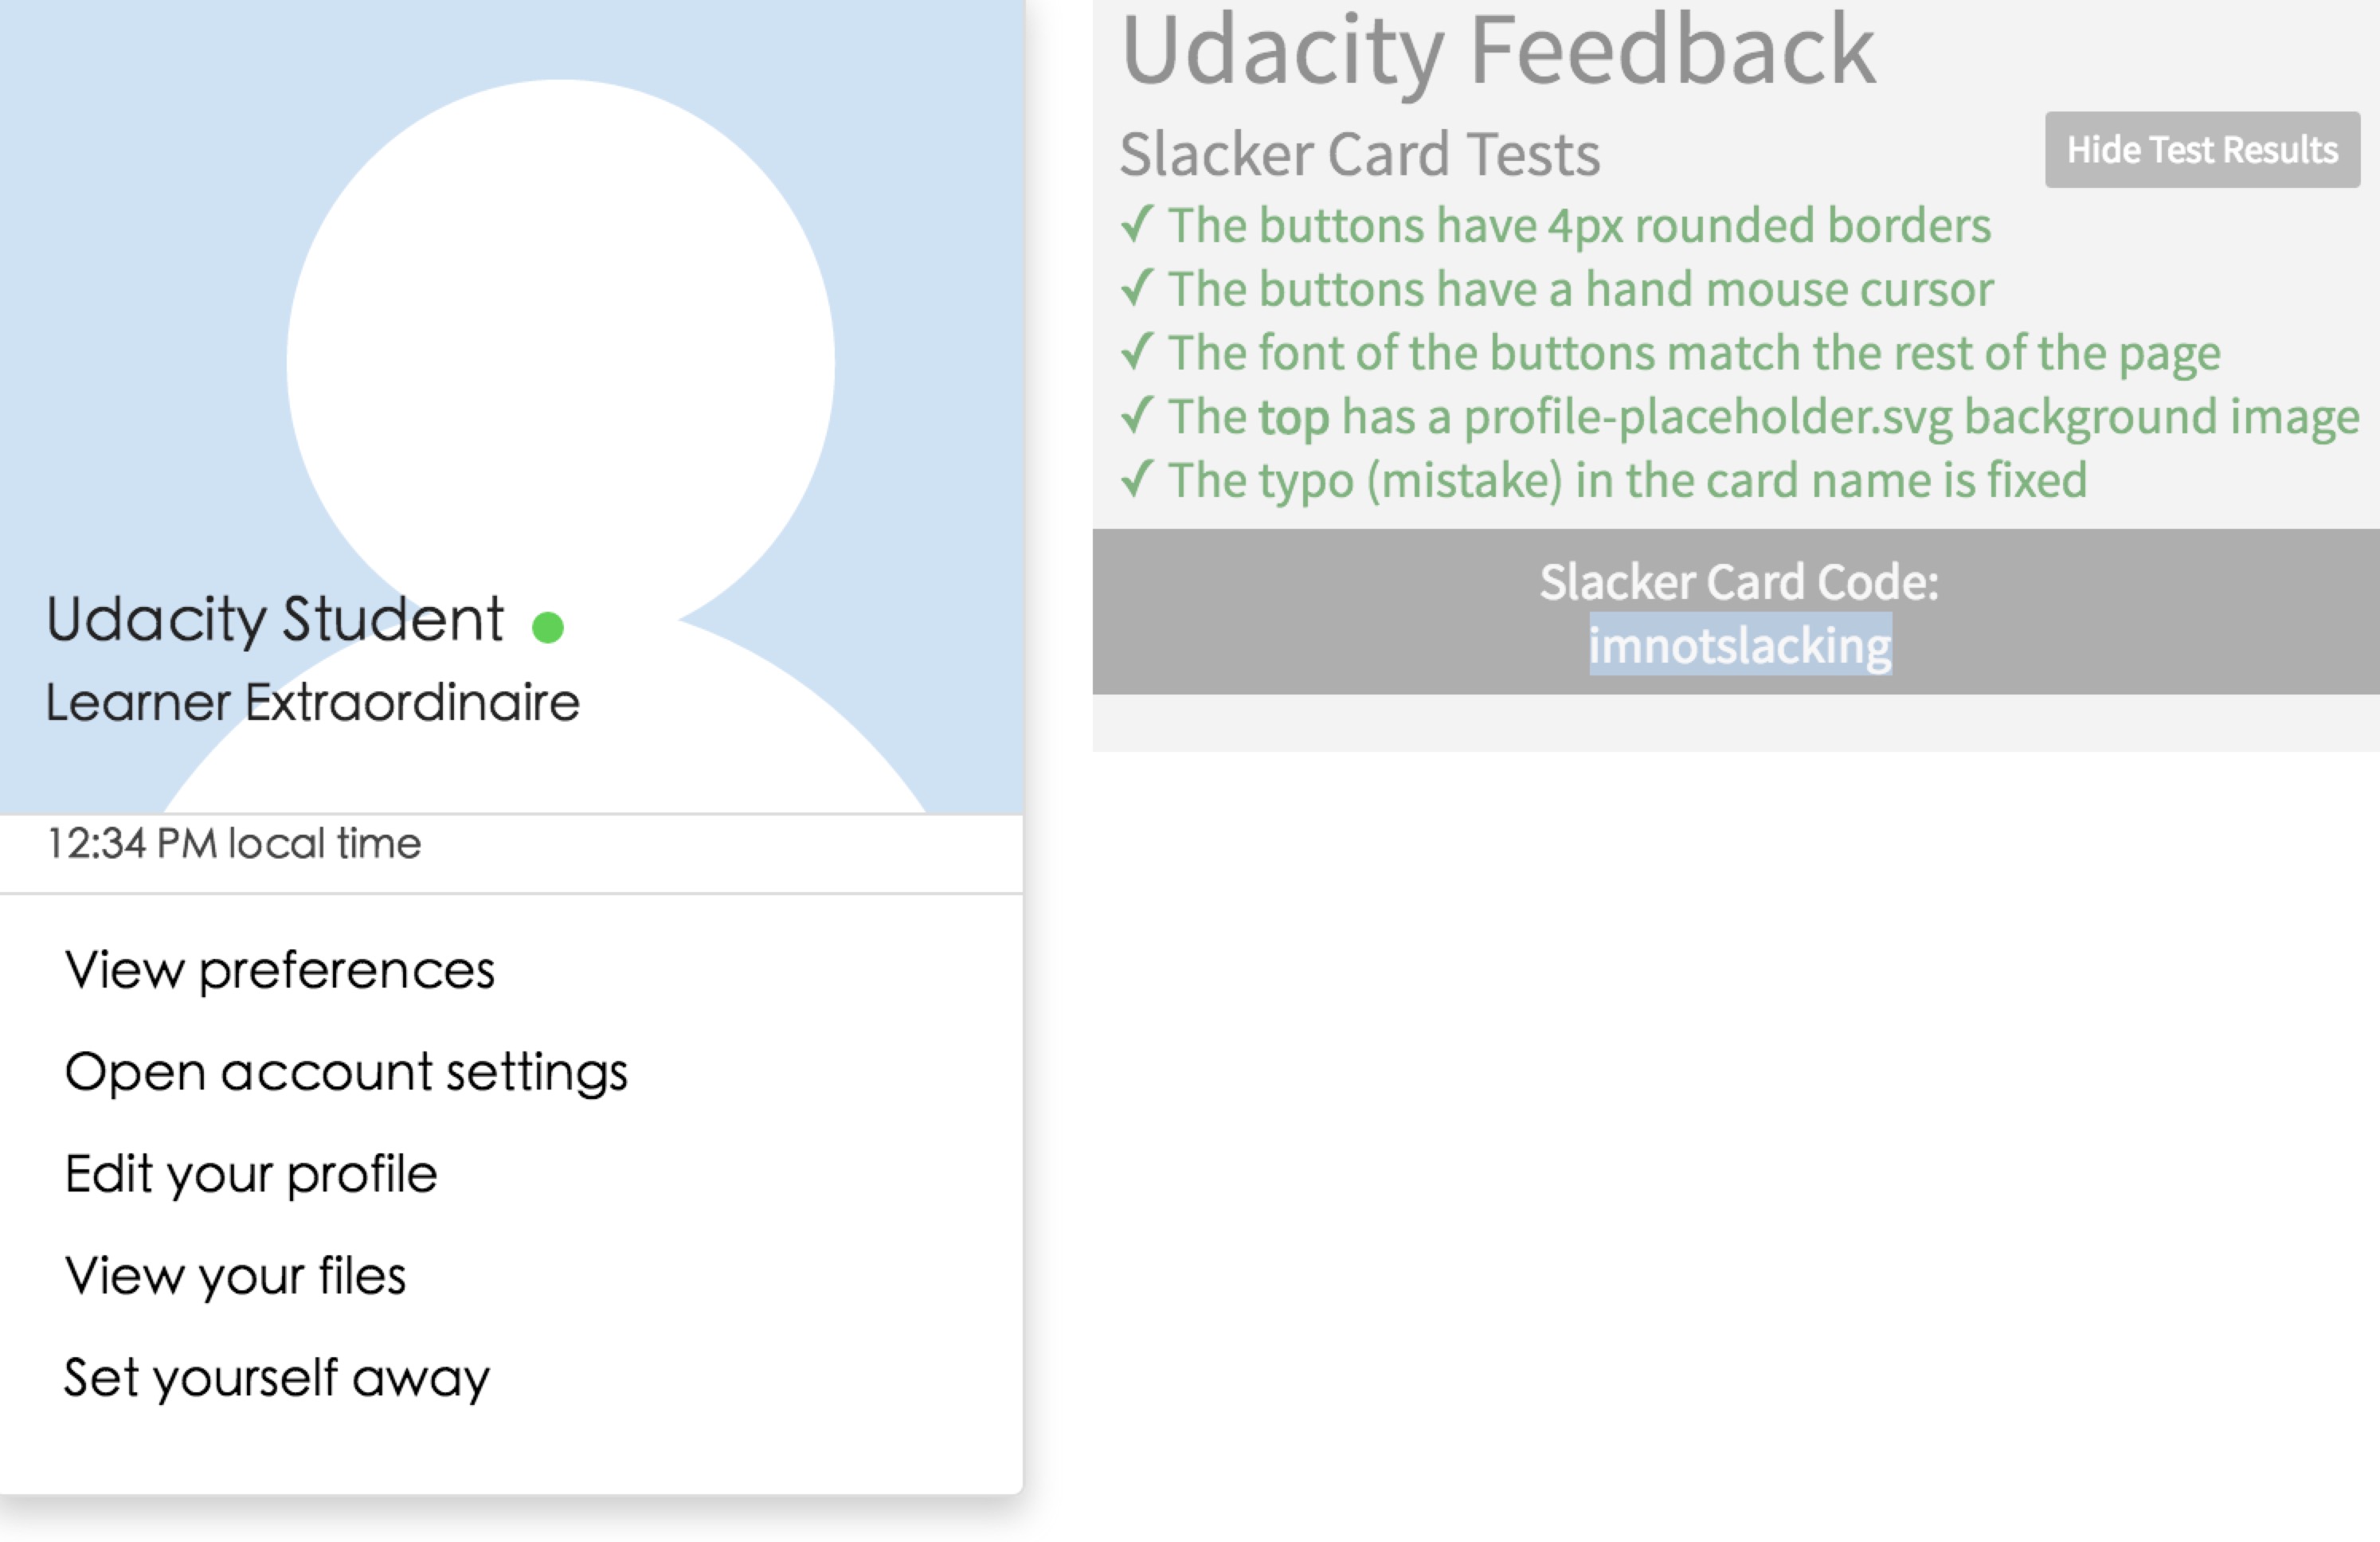 Udacity Student
Learner Extraordinaire
12:34 PM local time
View preferences
Open account settings
Edit your profile
View your files
Set yourself away
Udacity Feedback
Slacker Card Tests
Hide Test Results
✓ The buttons have 4px rounded borders
✓ The buttons have a hand mouse cursor
✓ The font of the buttons match the rest of the page
✓ The top has a profile-placeholder.svg background image
✓ The typo (mistake) in the card name is fixed
Slacker Card Code:
imnotslacking